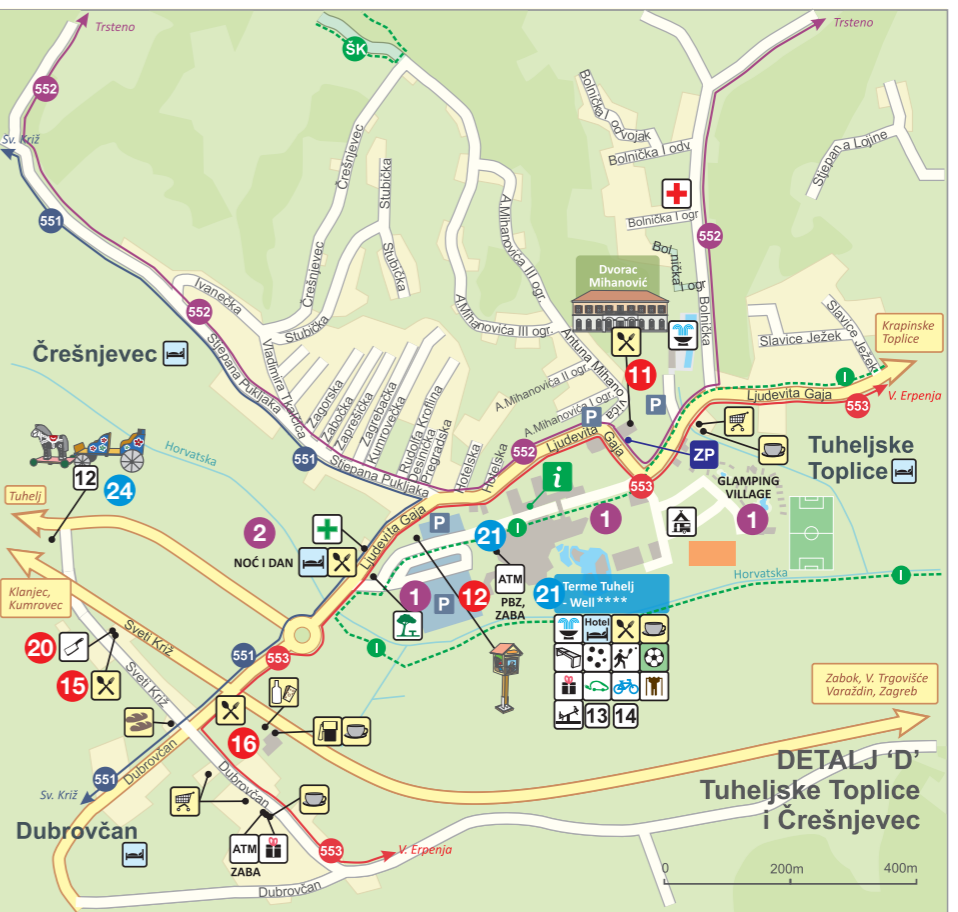 Trsteno
Trsteno
ŠK
552
Sv. Križ
551
552
552
Črešnjevec
Stubička
Stubička
Črešnjevec
Stubička
Ivanečka
Vladimira Tkalčića
Stjepana Pukljaka
A.Mihanovića III ogr.
A.Mihanovića III ogr.
Bolnička I odvojak
Bolnička I odv
Bolnička I ogr
Bolnička I ogr
Bolnička
Stjepana Lojine
Dvorac
Mihanović
Slavice Ježek
Slavice Ježek
Krapinske
Toplice
Črešnjevec
Zagorska
Zabočka
Zaprešićka
Zagrebačka
Kumrovečka
Rudolfa Kroflina
Desinička
Pregradska
Hotelska
Hotelska
551
Stjepana Pukljaka
552
Antuna Mihanovića
A.Mihanovića II ogr.
A.Mihanovića I ogr.
11
P
P
Ljudevita Gaja
Ljudevita Gaja
I
553
V. Erpenja
ZP
Tuheljske
Toplice
GLAMPING
VILLAGE
553
i
1
1
Horvatska
12
24
Tuhelj
2
NOĆ I DAN
Ljudevita Gaja
P
I
21
ATM
PBZ,
ZABA
21
Terme Tuhelj
- Well ****
Hotel
13
14
Horvatska
I
Klanjec,
Kumrovec
1
P
12
I
20
15
Sveti Križ
Sveti Križ
551
553
16
Zabok, V. Trgovišće
Varaždin, Zagreb
551
Sv. Križ
Dubrovčan
Dubrovčan
Dubrovčan
ATM
ZABA
553
V. Erpenja
Dubrovčan
DETALJ 'D'
Tuheljske Toplice
i Črešnjevec
0
200m
400m